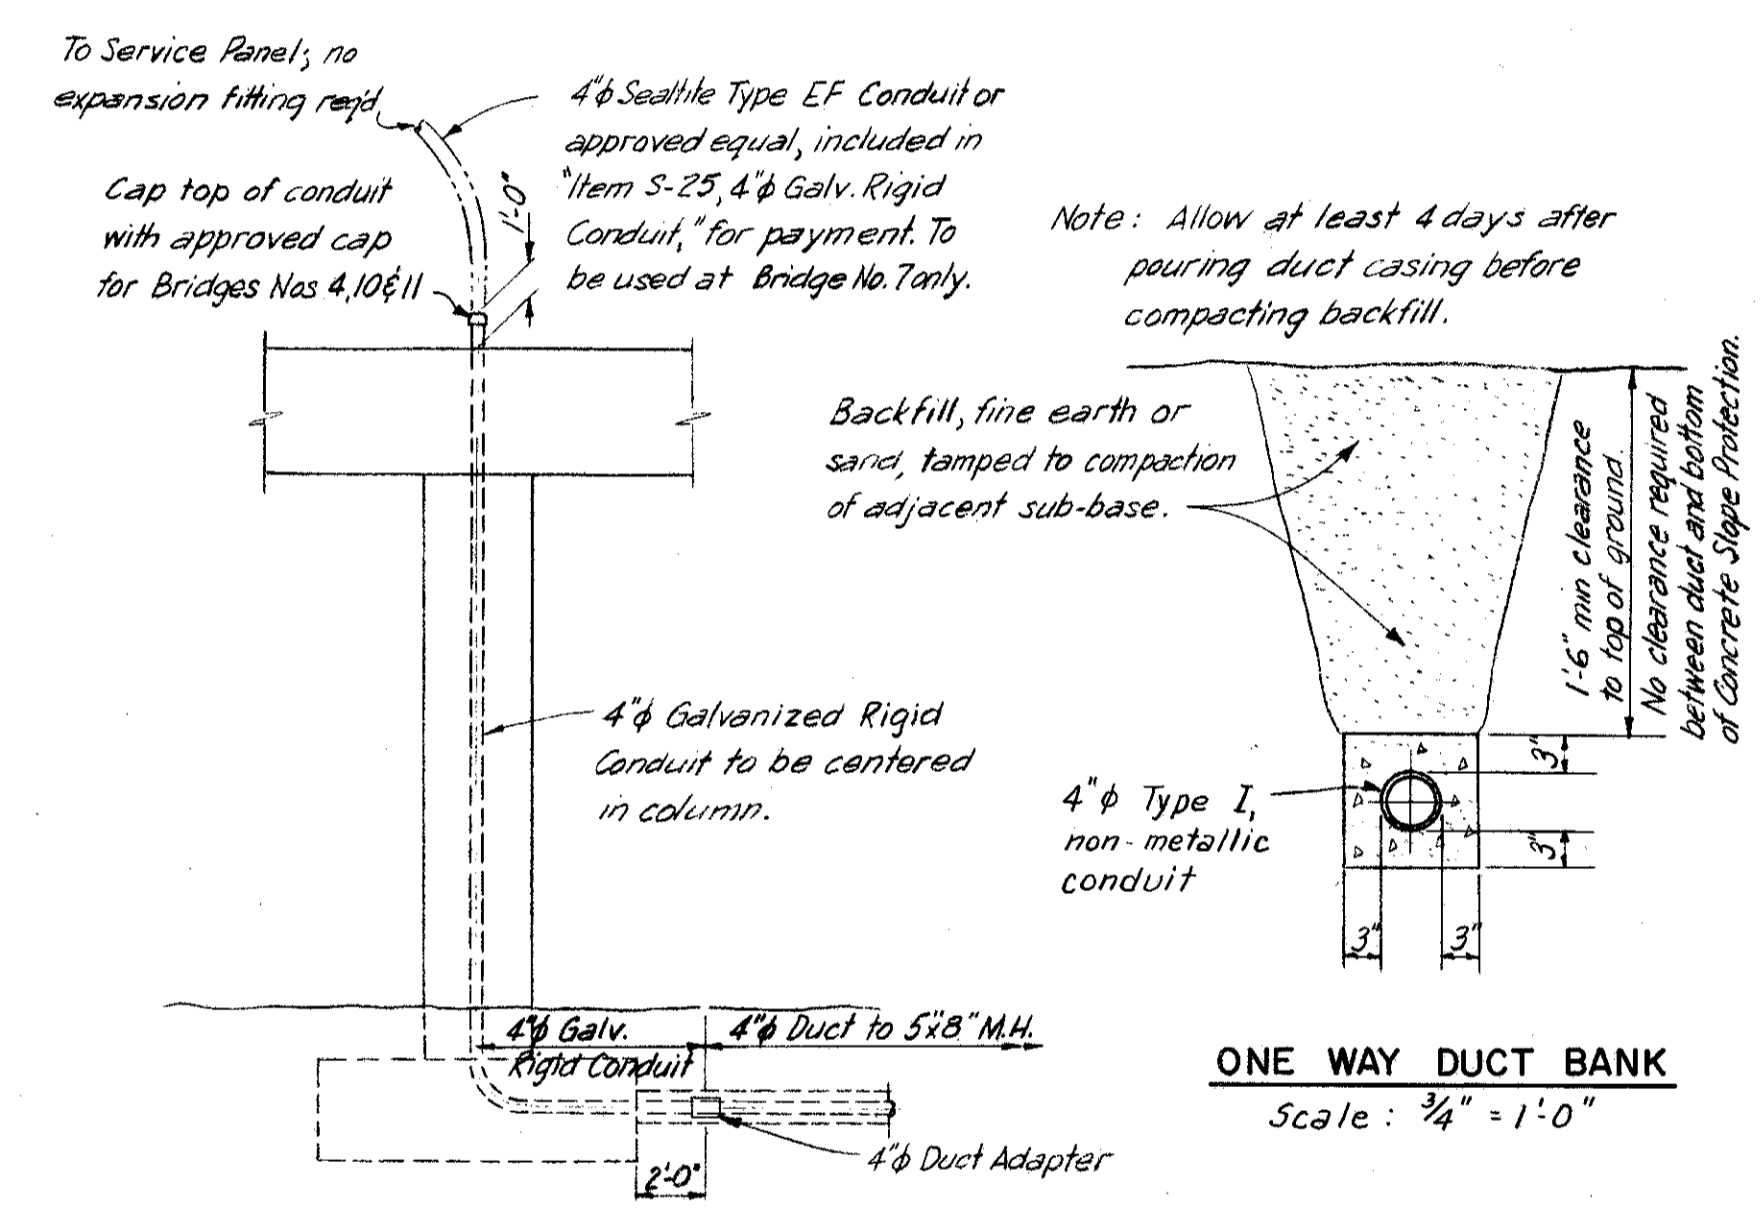 To Service Panel; no
expansion fitting req'd
4"ϕ Sealtite Type EF Conduit or
approved equal, included in
"Item S-25, 4"ϕ Galv. Rigid
Conduit," for payment. To
be used at Bridge No. 7 only.
Cap top of conduit
with approved cap
for Bridges Nos 4, 10 & 11
1'-0"
Note: Allow at least 4 days after
pouring duct casing before
compacting backfill.
Backfill, fine earth or
sand, tamped to compaction
of adjacent sub-base.
1'-6" min clearance
to top of ground.
No clearance required
between duct and bottom
of Concrete Slope Protection.
4"ϕ Galvanized Rigid
Conduit to be centered
in column.
4"ϕ Type I,
non-metallic
conduit
3"
3"
3"
3"
4"ϕ Galv.
Rigid Conduit
4"ϕ Duct to 5"x8" M.H.
2'-0"
4"ϕ Duct Adapter
ONE WAY DUCT BANK
Scale: 3/4" = 1'-0"